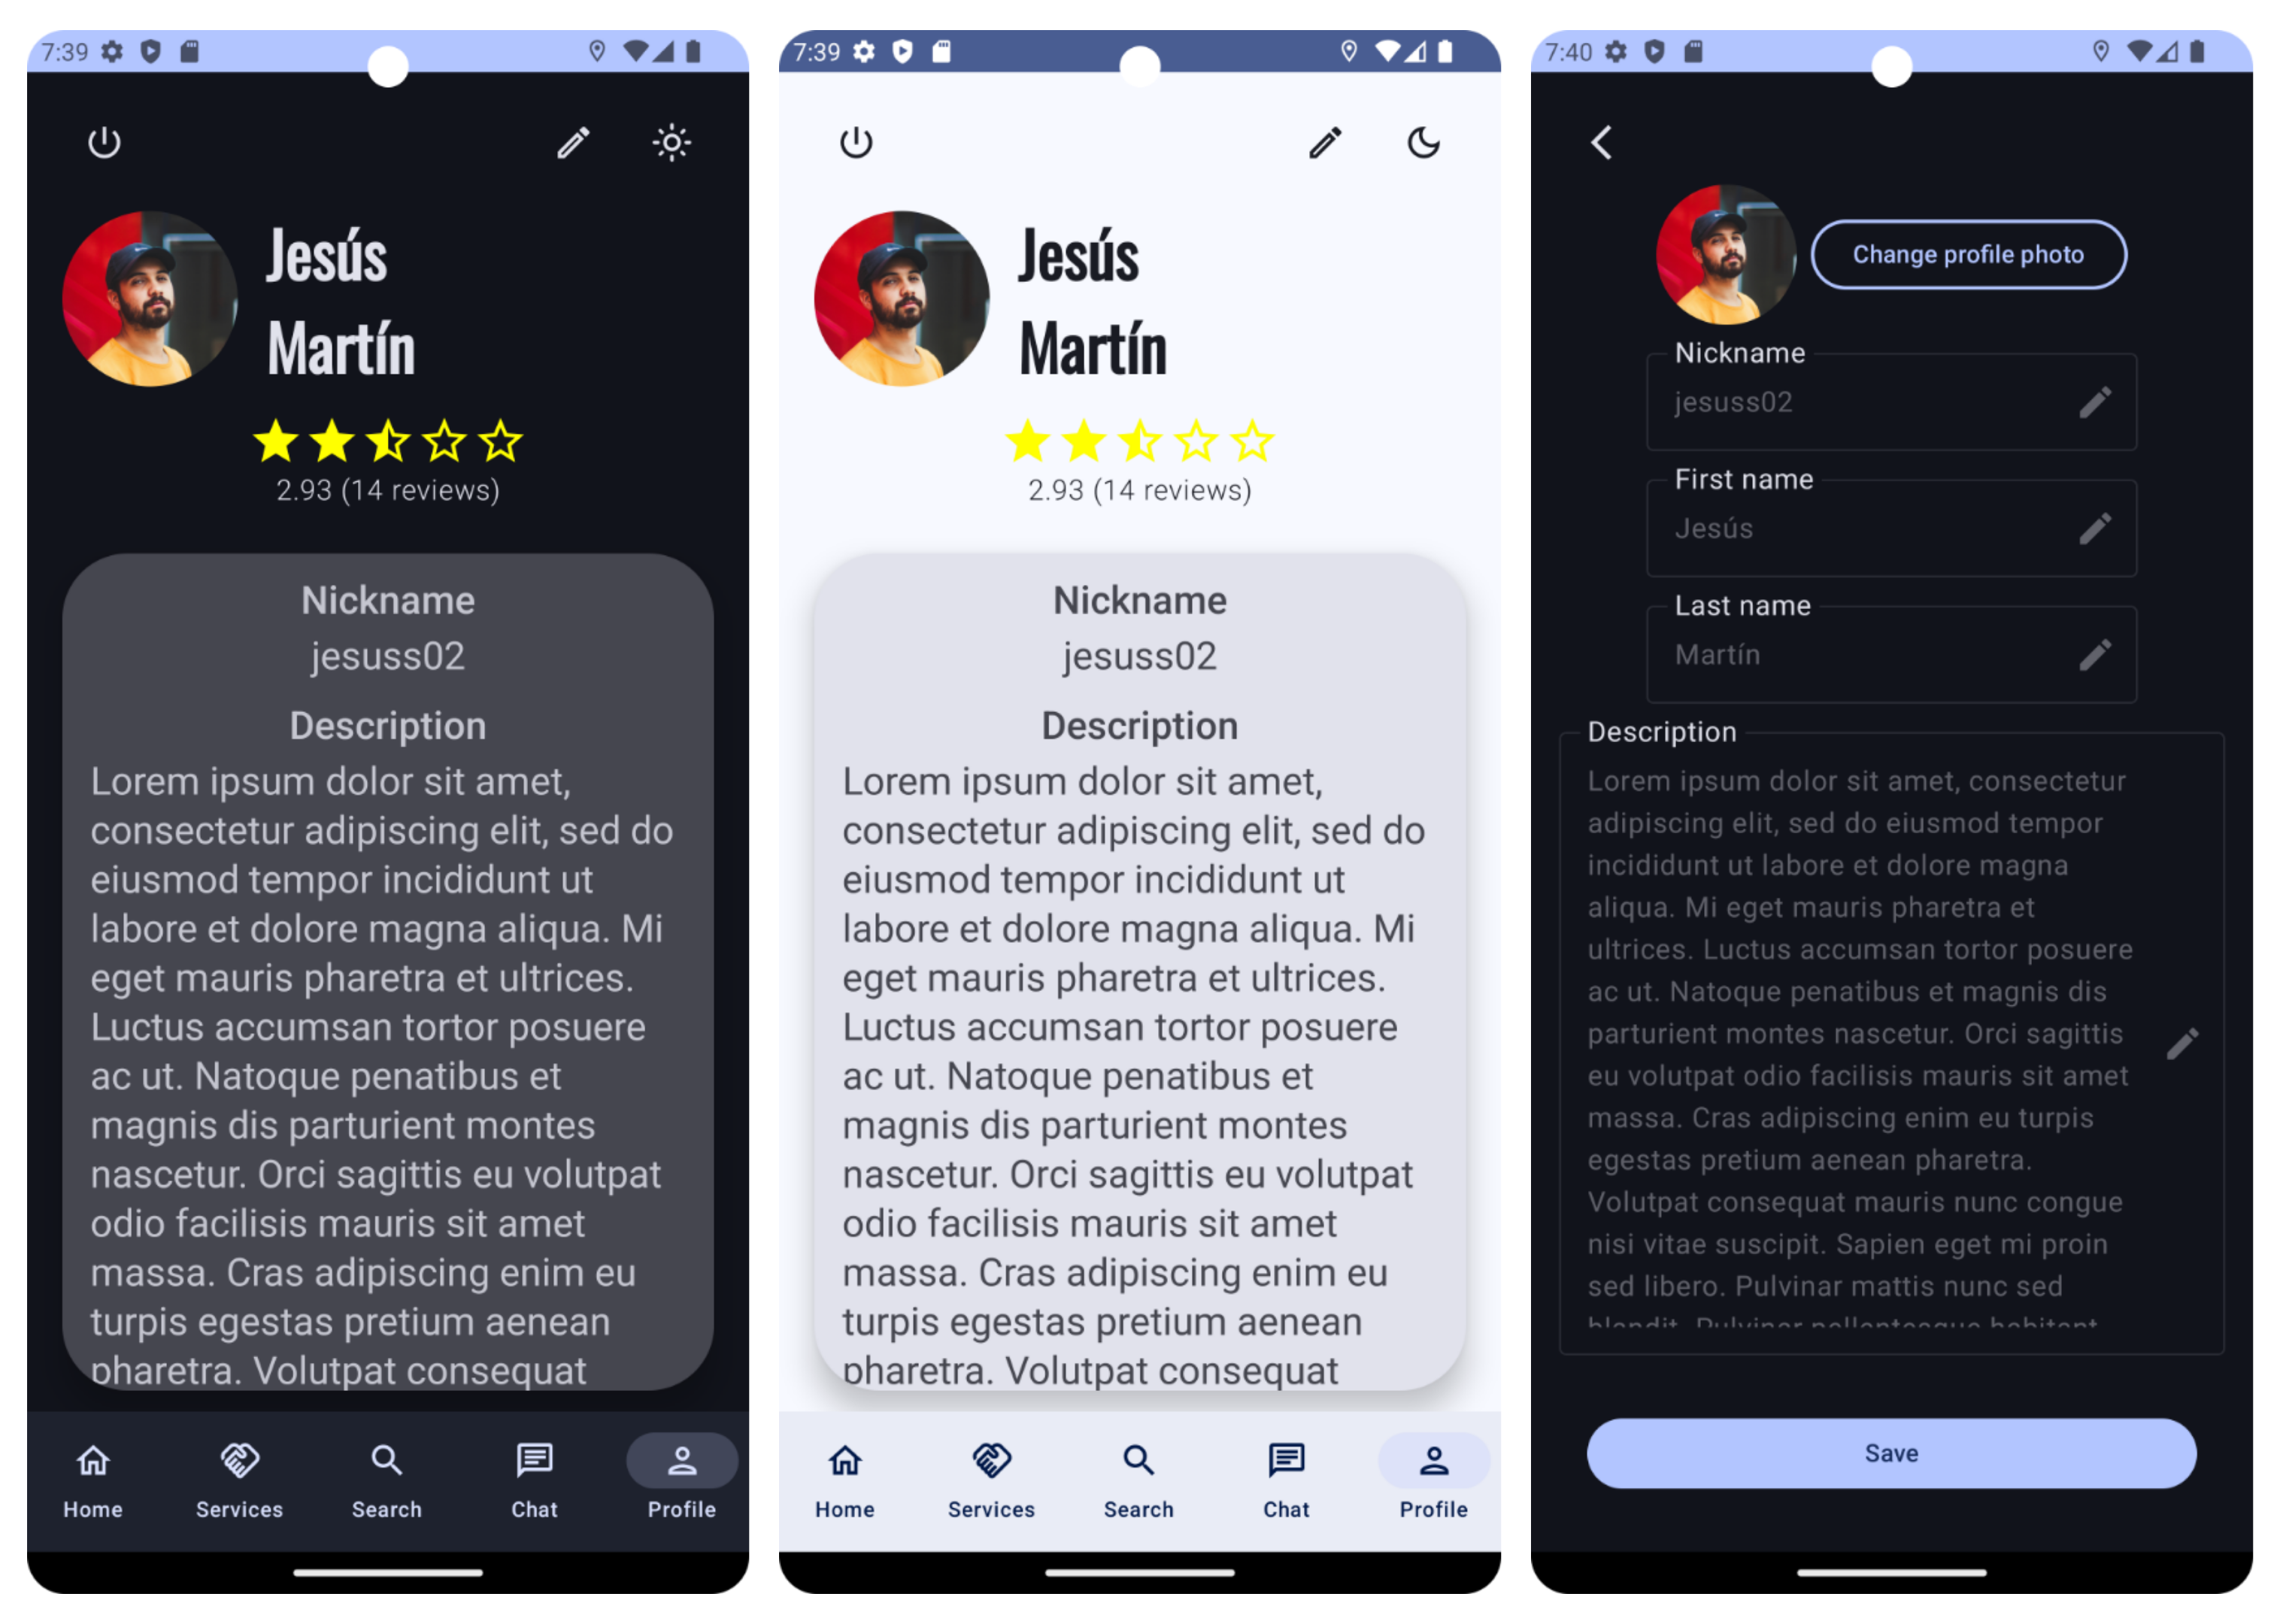 7:39
Jesús
Martín
2.93 (14 reviews)
Nickname
jesuss02
Description
Lorem ipsum dolor sit amet,
consectetur adipiscing elit, sed do
eiusmod tempor incididunt ut
labore et dolore magna aliqua. Mi
eget mauris pharetra et ultrices.
Luctus accumsan tortor posuere
ac ut. Natoque penatibus et
magnis dis parturient montes
nascetur. Orci sagittis eu volutpat
odio facilisis mauris sit amet
massa. Cras adipiscing enim eu
turpis egestas pretium aenean
pharetra. Volutpat consequat
Home Services Search Chat Profile
7:39
Jesús
Martín
2.93 (14 reviews)
Nickname
jesuss02
Description
Lorem ipsum dolor sit amet,
consectetur adipiscing elit, sed do
eiusmod tempor incididunt ut
labore et dolore magna aliqua. Mi
eget mauris pharetra et ultrices.
Luctus accumsan tortor posuere
ac ut. Natoque penatibus et
magnis dis parturient montes
nascetur. Orci sagittis eu volutpat
odio facilisis mauris sit amet
massa. Cras adipiscing enim eu
turpis egestas pretium aenean
pharetra. Volutpat consequat
Home Services Search Chat Profile
7:40
Change profile photo
Nickname
jesuss02
First name
Jesús
Last name
Martín
Description
Lorem ipsum dolor sit amet, consectetur
adipiscing elit, sed do eiusmod tempor
incididunt ut labore et dolore magna
aliqua. Mi eget mauris pharetra et
ultrices. Luctus accumsan tortor posuere
ac ut. Natoque penatibus et magnis dis
parturient montes nascetur. Orci sagittis
eu volutpat odio facilisis mauris sit amet
massa. Cras adipiscing enim eu turpis
egestas pretium aenean pharetra.
Volutpat consequat mauris nunc congue
nisi vitae suscipit. Sapien eget mi proin
sed libero. Pulvinar mattis nunc sed
blandit. Pulvinar pellentesque habitant
Save